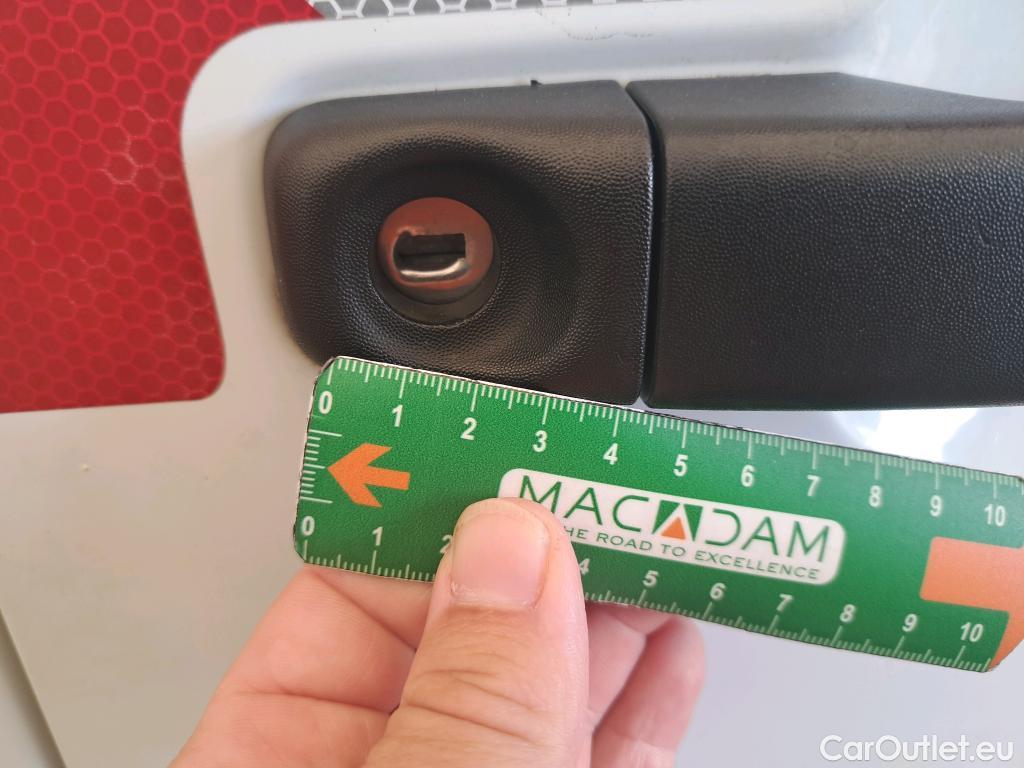 0 1 2 3 4 5 6 7 8 9 10
MACADAM
THE ROAD TO EXCELLENCE
0 1 2 4 5 6 7 8 9 10
CarOutlet.eu